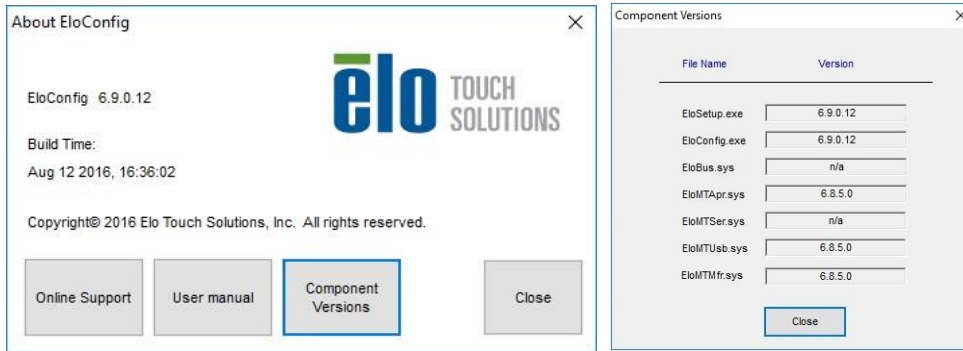 About EloConfig
EloConfig 6.9.0.12
Build Time:
Aug 12 2016, 16:36:02
elo TOUCH
SOLUTIONS
Copyright© 2016 Elo Touch Solutions, Inc. All rights reserved.
Online Support
User manual
Component
Versions
Close
Component Versions
File Name Version
EloSetup.exe 6.9.0.12
EloConfig.exe 6.9.0.12
EloBus.sys n/a
EloMTApr.sys 6.8.5.0
EloMTSer.sys n/a
EloMTUsb.sys 6.8.5.0
EloMTMfr.sys 6.8.5.0
Close